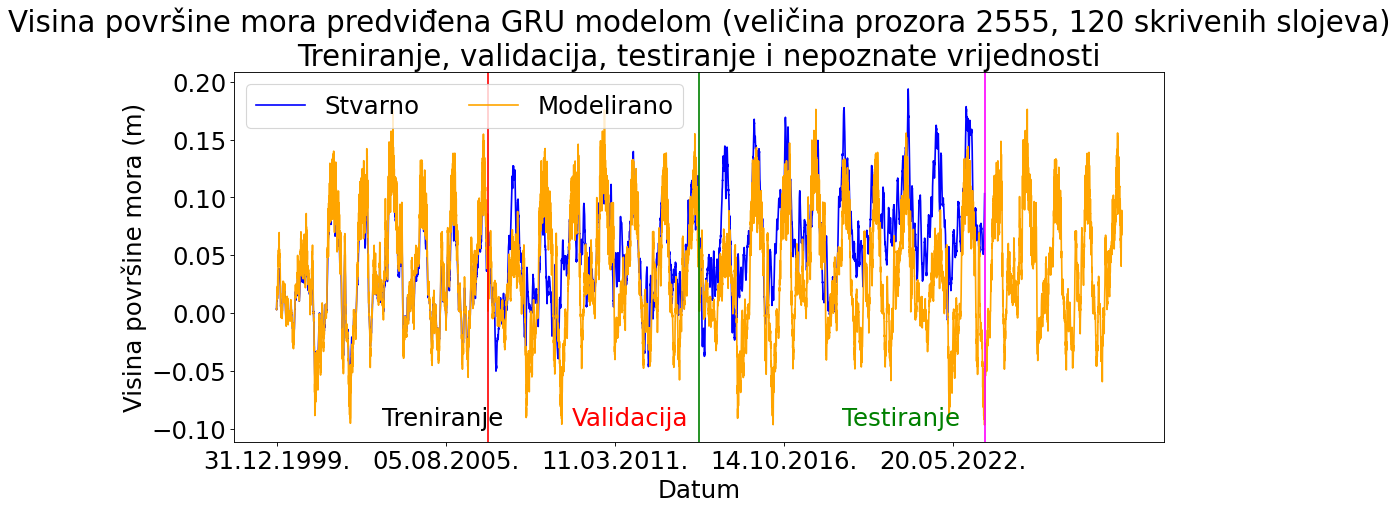 Visina površine mora predviđena GRU modelom (veličina prozora 2555, 120 skrivenih slojeva)
Treniranje, validacija, testiranje i nepoznate vrijednosti
Stvarno Modelirano
Visina površine mora (m)
0.20
0.15
0.10
0.05
0.00
−0.05
−0.10
Treniranje Validacija Testiranje
31.12.1999. 05.08.2005. 11.03.2011. 14.10.2016. 20.05.2022.
Datum